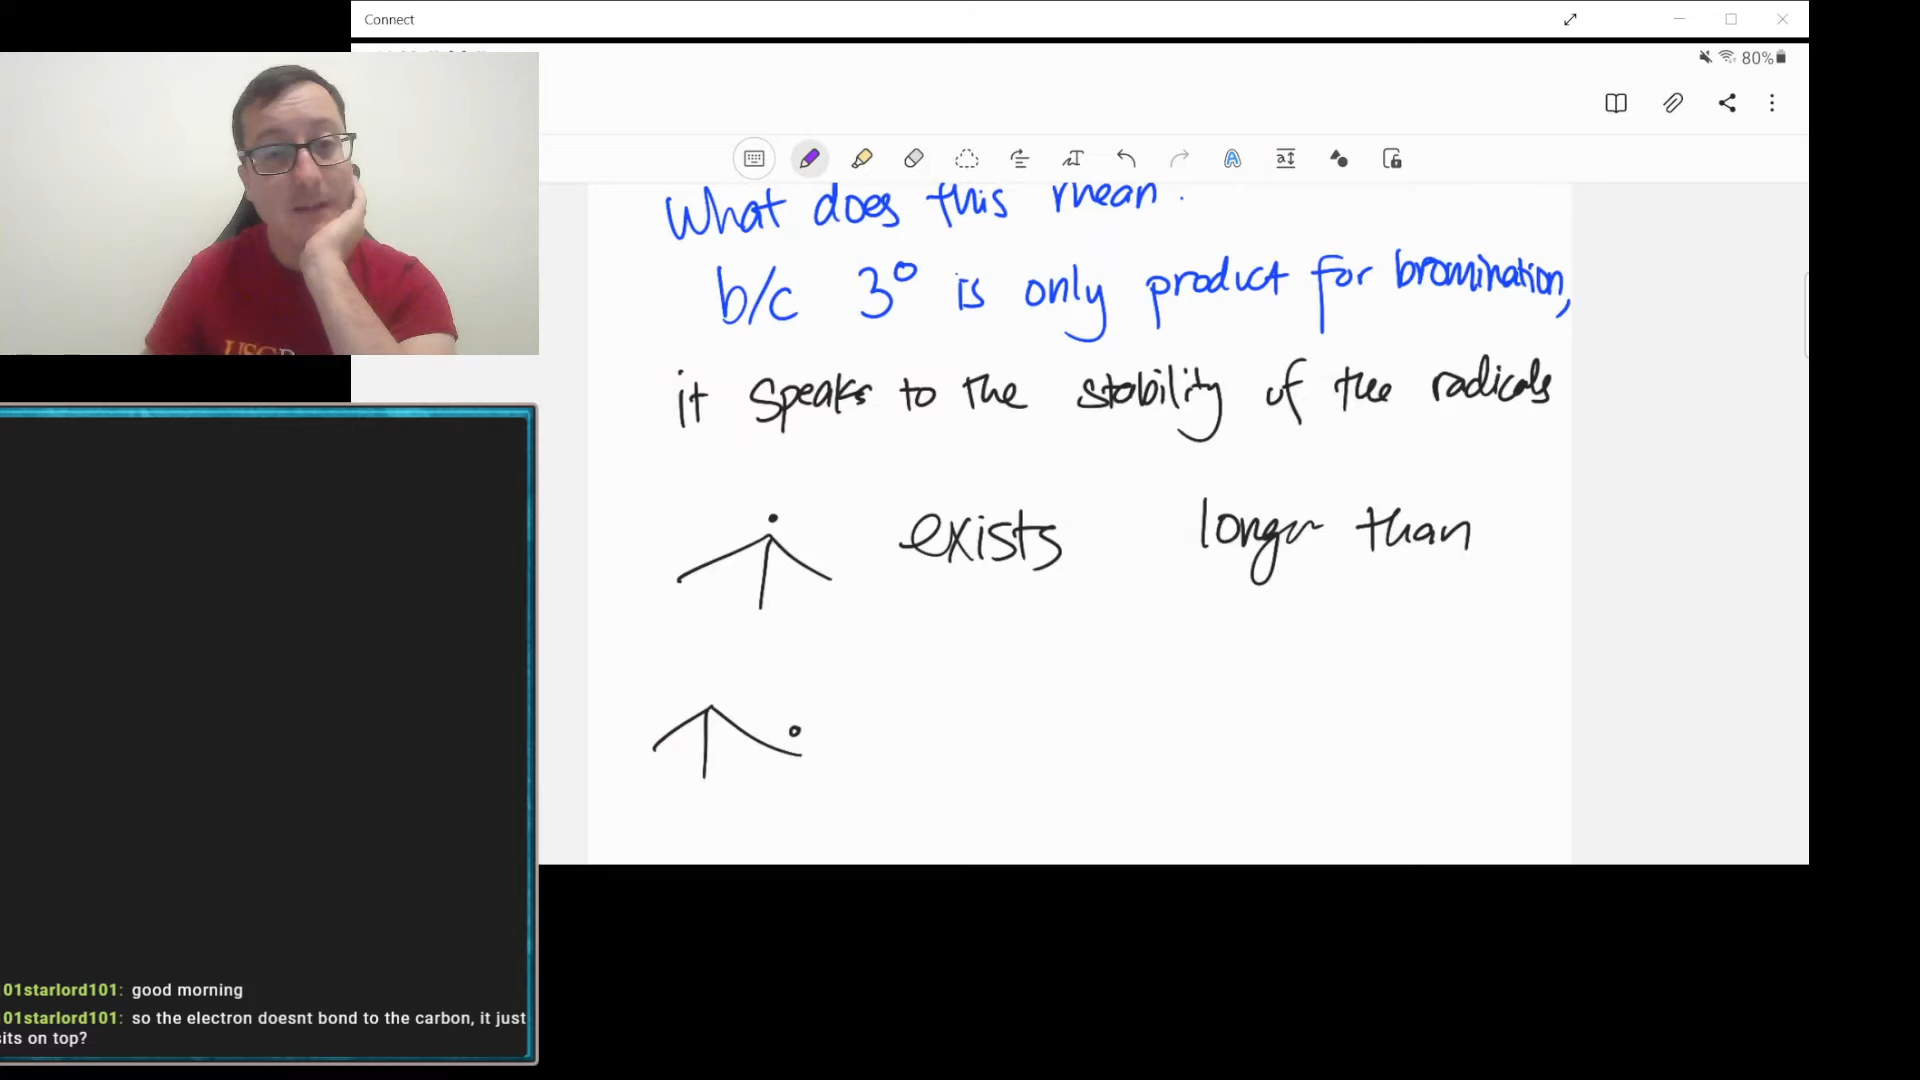 Connect
80%
What does this mean.
b/c 3° is only product for bromination,
it speaks to the stability of the radicals
exists longer than
01starlord101: good morning
01starlord101: so the electron doesnt bond to the carbon, it just
sits on top?